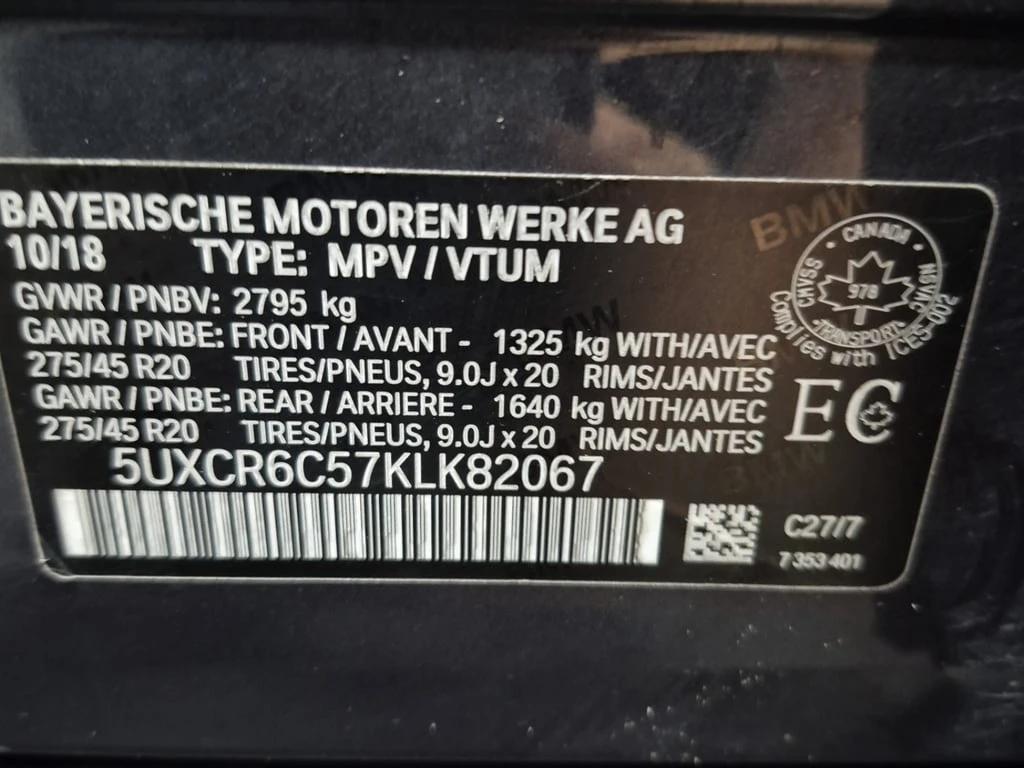 BAYERISCHE MOTOREN WERKE AG
10/18 TYPE: MPV / VTUM
GVWR / PNBV: 2795 kg
GAWR / PNBE: FRONT / AVANT - 1325 kg WITH/AVEC
275/45 R20 TIRES/PNEUS, 9.0J x 20 RIMS/JANTES
GAWR / PNBE: REAR / ARRIERE - 1640 kg WITH/AVEC
275/45 R20 TIRES/PNEUS, 9.0J x 20 RIMS/JANTES
5UXCR6C57KLK82067
BMW
CANADA
CMVSS
NSVAC
978
TRANSPORT
Complies with ICES-002
EC
C27/7
7 353 401